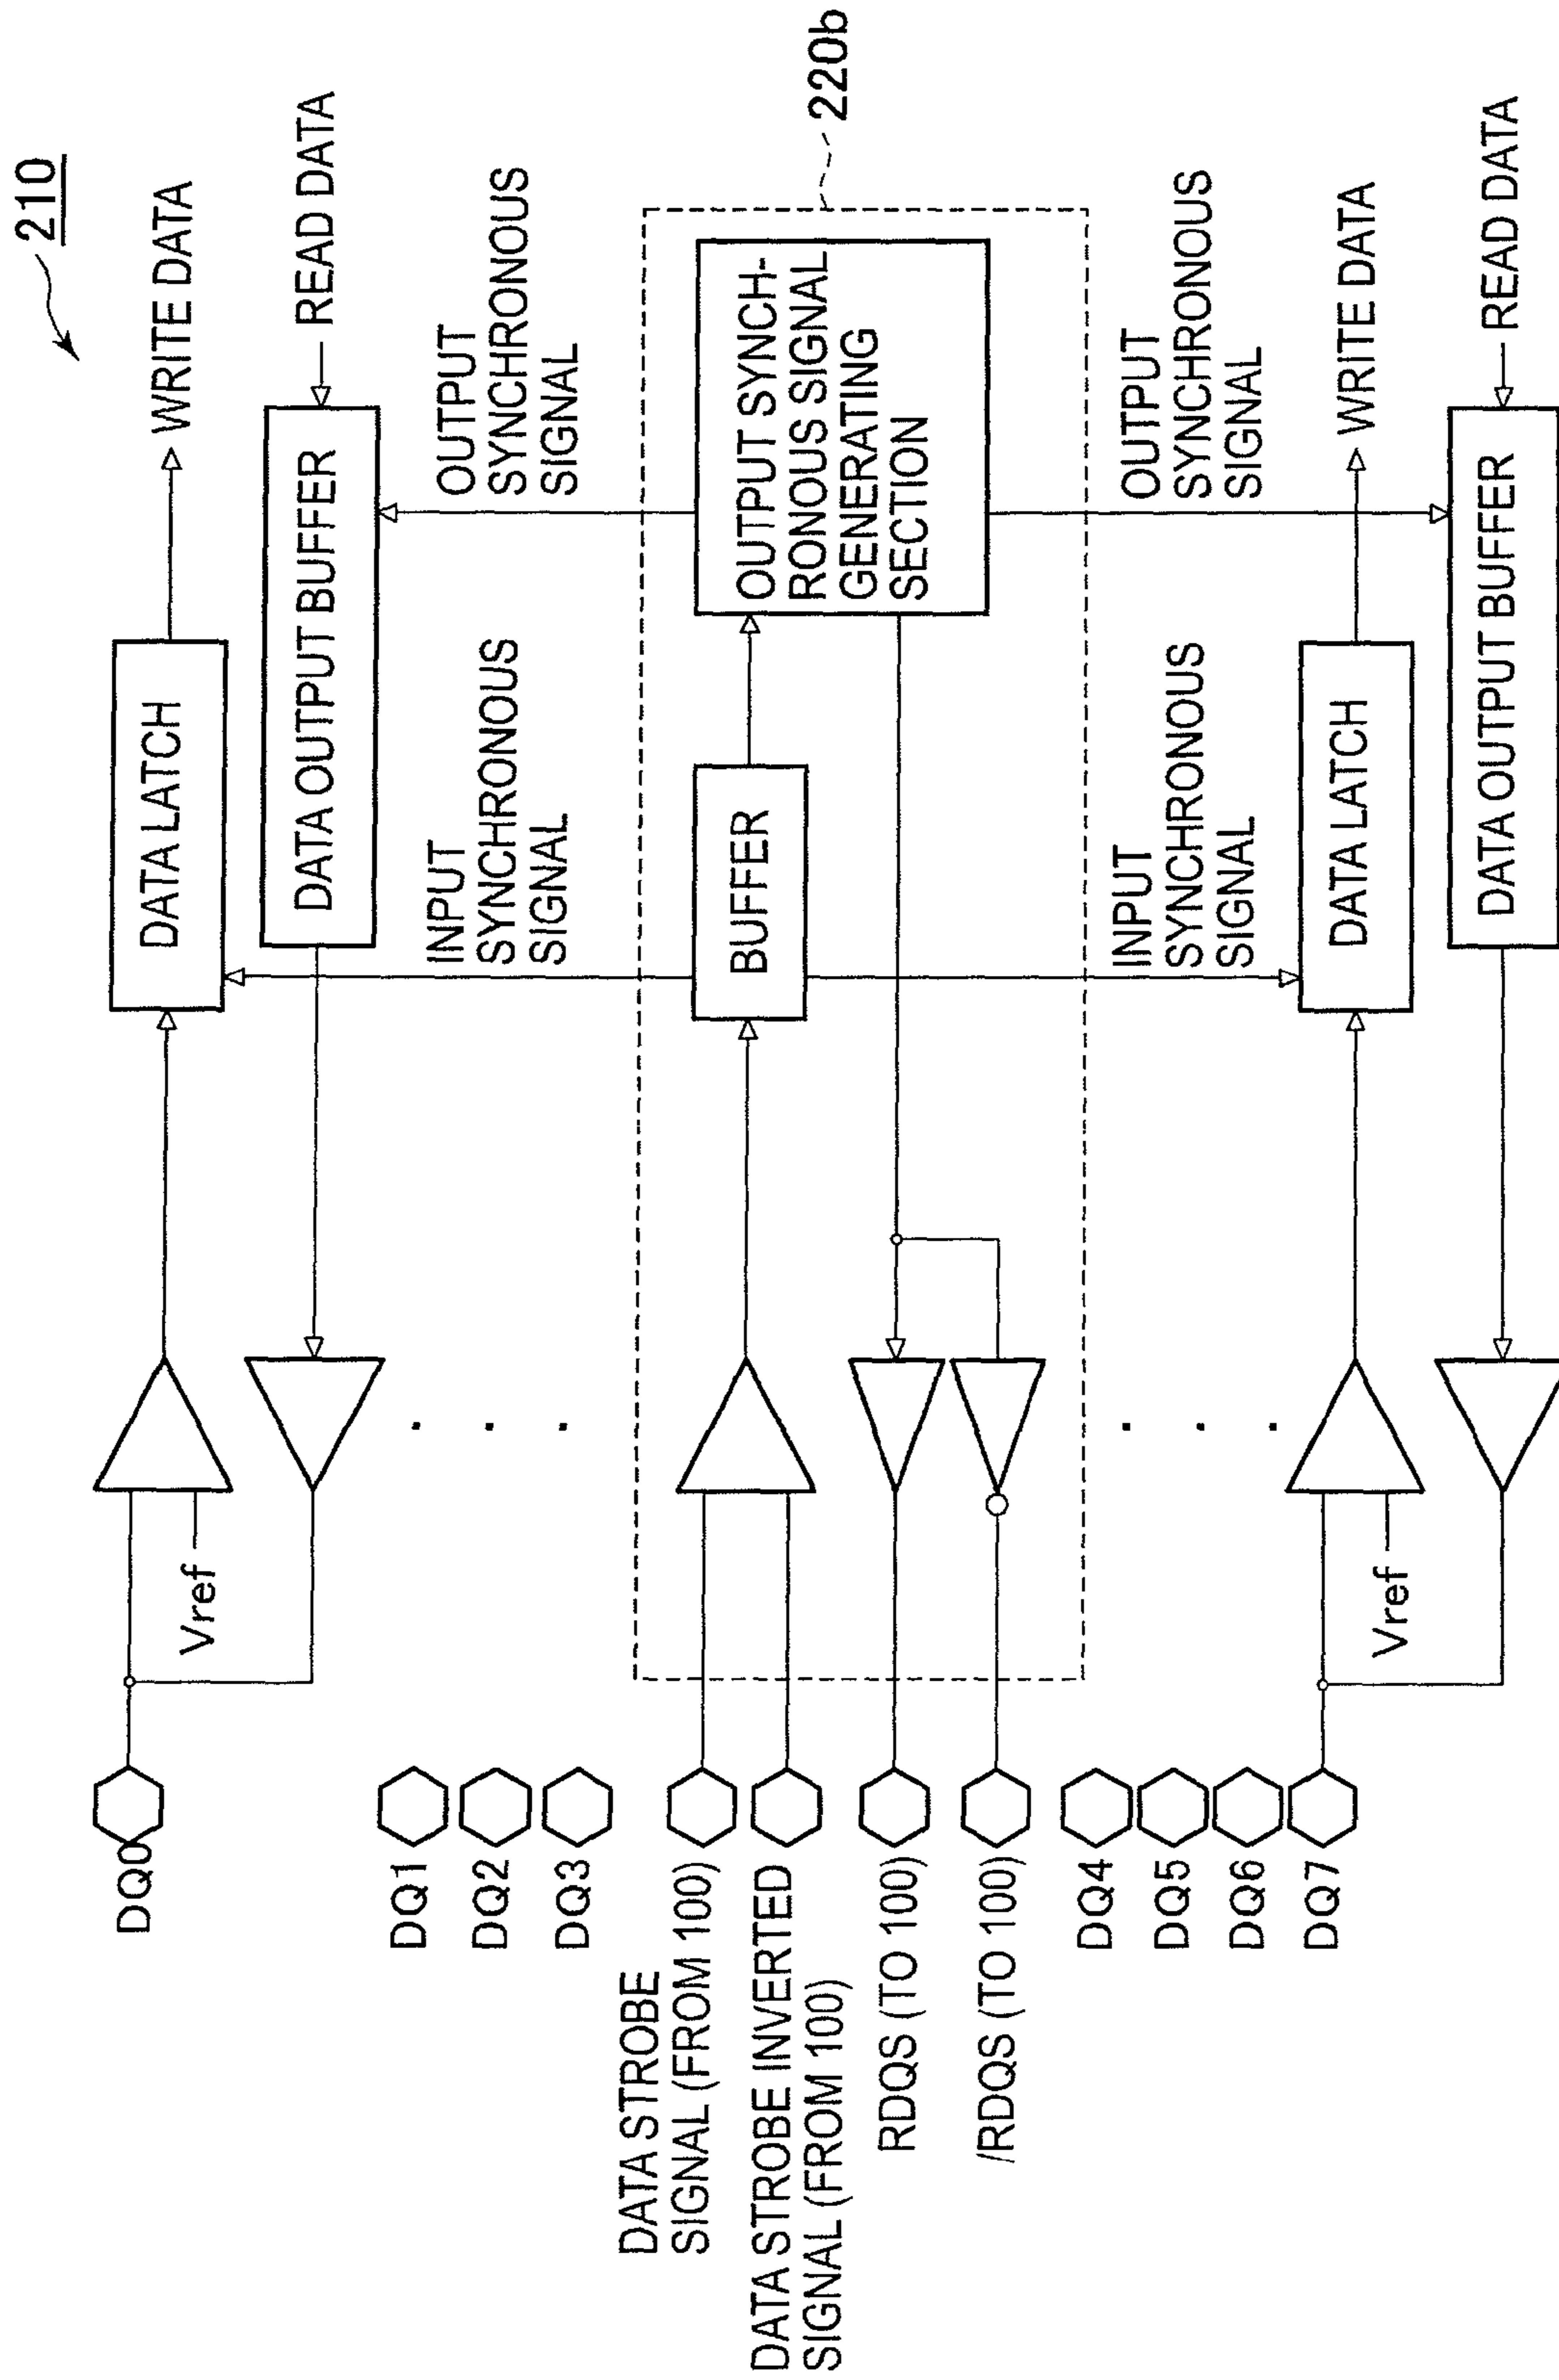 210
DQ0
Vref
DATA LATCH
WRITE DATA
DATA OUTPUT BUFFER
READ DATA
DQ1
DQ2
DQ3
INPUT
SYNCHRONOUS
SIGNAL
OUTPUT
SYNCHRONOUS
SIGNAL
DATA STROBE
SIGNAL (FROM 100)
DATA STROBE INVERTED
SIGNAL (FROM 100)
BUFFER
OUTPUT SYNCH-
RONOUS SIGNAL
GENERATING
SECTION
220b
RDQS (TO 100)
/RDQS (TO 100)
DQ4
DQ5
DQ6
DQ7
INPUT
SYNCHRONOUS
SIGNAL
OUTPUT
SYNCHRONOUS
SIGNAL
Vref
DATA LATCH
WRITE DATA
DATA OUTPUT BUFFER
READ DATA